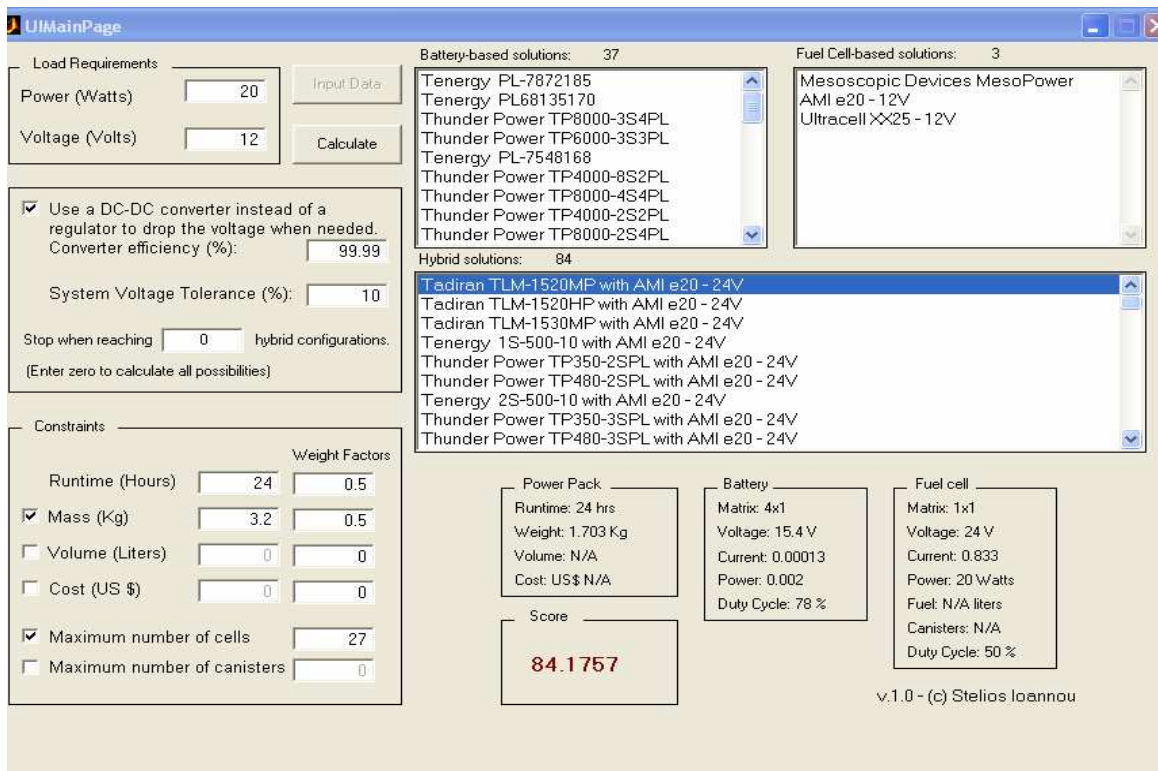 UIMainPage
Load Requirements
Power (Watts) 20
Voltage (Volts) 12
Input Data
Calculate
Use a DC-DC converter instead of a
regulator to drop the voltage when needed.
Converter efficiency (%): 99.99
System Voltage Tolerance (%): 10
Stop when reaching 0 hybrid configurations.
(Enter zero to calculate all possibilities)
Constraints
Weight Factors
Runtime (Hours) 24 0.5
Mass (Kg) 3.2 0.5
Volume (Liters) 0 0
Cost (US $) 0 0
Maximum number of cells 27
Maximum number of canisters 0
Battery-based solutions: 37
Tenergy PL-7872185
Tenergy PL68135170
Thunder Power TP8000-3S4PL
Thunder Power TP6000-3S3PL
Tenergy PL-7548168
Thunder Power TP4000-8S2PL
Thunder Power TP8000-4S4PL
Thunder Power TP4000-2S2PL
Thunder Power TP8000-2S4PL
Fuel Cell-based solutions: 3
Mesoscopic Devices MesoPower
AMI e20 - 12V
Ultracell XX25 - 12V
Hybrid solutions: 84
Tadiran TLM-1520MP with AMI e20 - 24V
Tadiran TLM-1520HP with AMI e20 - 24V
Tadiran TLM-1530MP with AMI e20 - 24V
Tenergy 1S-500-10 with AMI e20 - 24V
Thunder Power TP350-2SPL with AMI e20 - 24V
Thunder Power TP480-2SPL with AMI e20 - 24V
Tenergy 2S-500-10 with AMI e20 - 24V
Thunder Power TP350-3SPL with AMI e20 - 24V
Thunder Power TP480-3SPL with AMI e20 - 24V
Power Pack
Runtime: 24 hrs
Weight: 1.703 Kg
Volume: N/A
Cost: US$ N/A
Score
84.1757
Battery
Matrix: 4x1
Voltage: 15.4 V
Current: 0.00013
Power: 0.002
Duty Cycle: 78 %
Fuel cell
Matrix: 1x1
Voltage: 24 V
Current: 0.833
Power: 20 Watts
Fuel: N/A liters
Canisters: N/A
Duty Cycle: 50 %
v.1.0 - (c) Stelios Ioannou